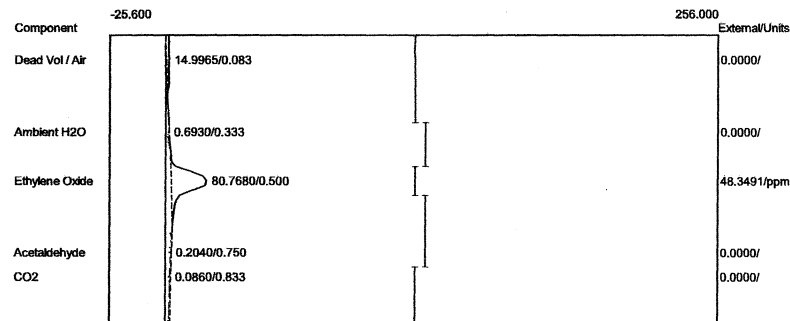 -25.600 256.000
Component External/Units
Dead Vol / Air 14.9965/0.083 0.0000/
Ambient H2O 0.6930/0.333 0.0000/
Ethylene Oxide 80.7680/0.500 48.3491/ppm
Acetaldehyde 0.2040/0.750 0.0000/
CO2 0.0860/0.833 0.0000/